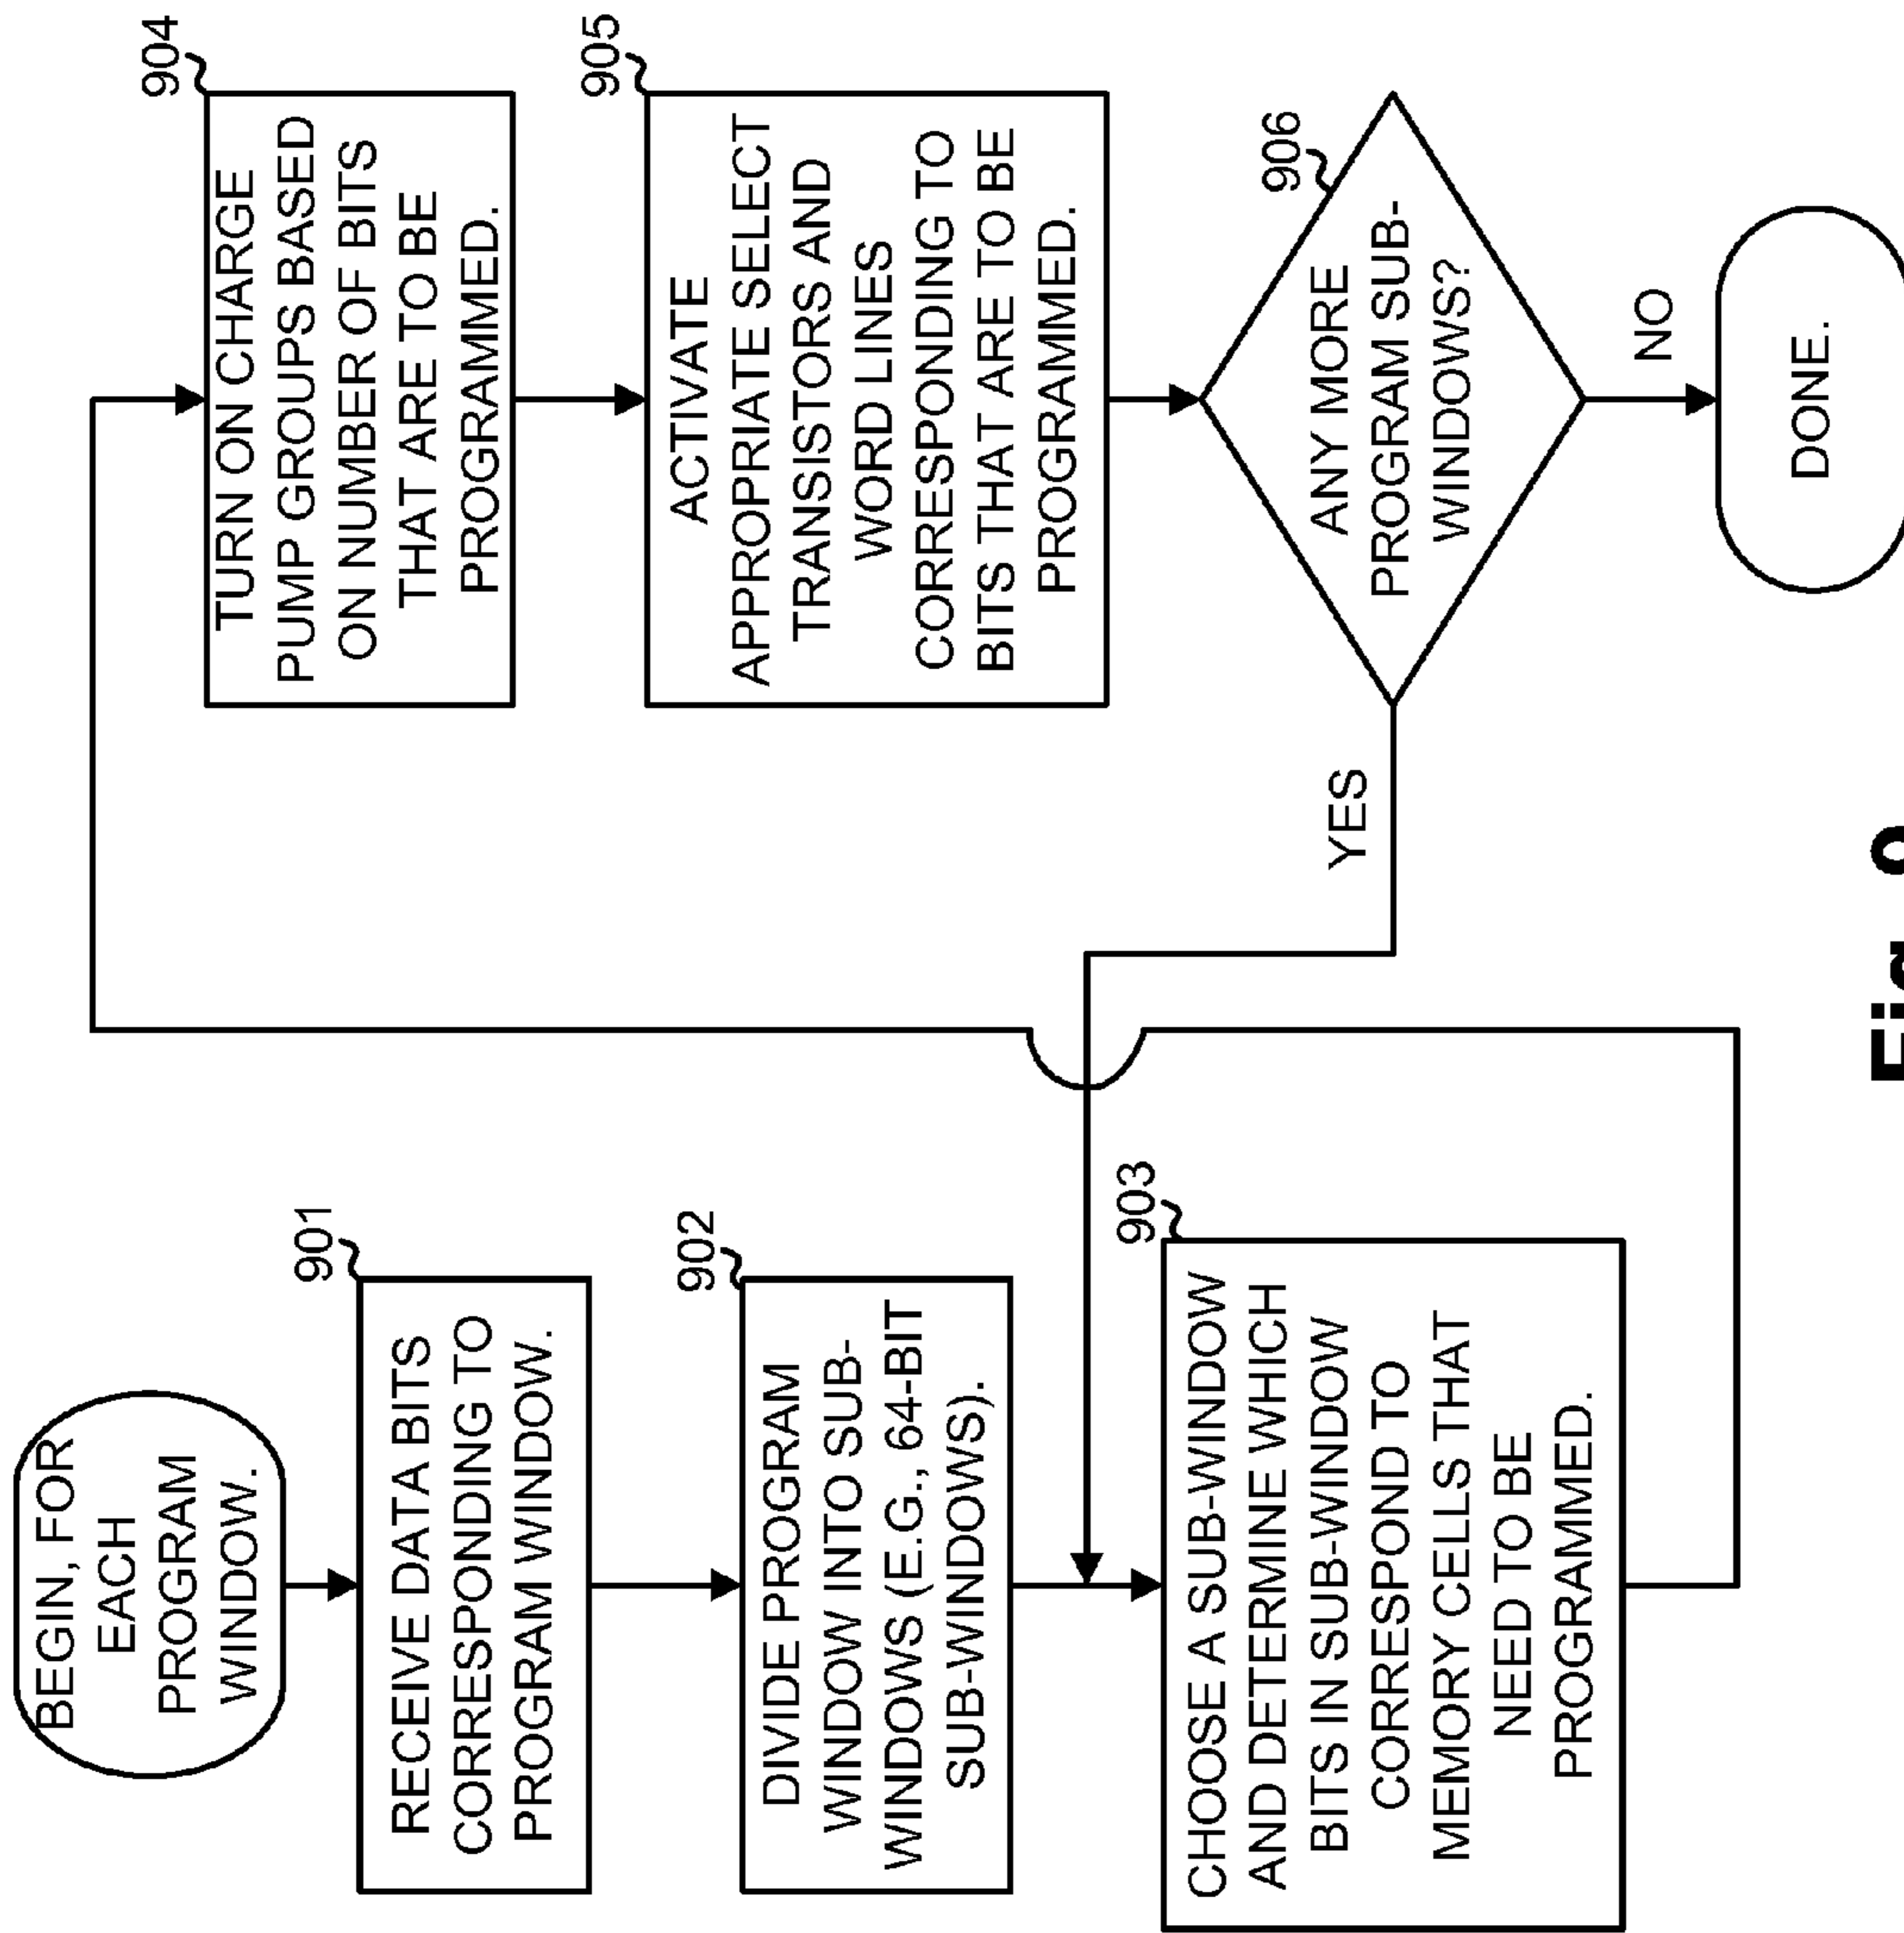 BEGIN, FOR
EACH
PROGRAM
WINDOW.
901
RECEIVE DATA BITS
CORRESPONDING TO
PROGRAM WINDOW.
902
DIVIDE PROGRAM
WINDOW INTO SUB-
WINDOWS (E.G., 64-BIT
SUB-WINDOWS).
903
CHOOSE A SUB-WINDOW
AND DETERMINE WHICH
BITS IN SUB-WINDOW
CORRESPOND TO
MEMORY CELLS THAT
NEED TO BE
PROGRAMMED.
904
TURN ON CHARGE
PUMP GROUPS BASED
ON NUMBER OF BITS
THAT ARE TO BE
PROGRAMMED.
905
ACTIVATE
APPROPRIATE SELECT
TRANSISTORS AND
WORD LINES
CORRESPONDING TO
BITS THAT ARE TO BE
PROGRAMMED.
906
ANY MORE
PROGRAM SUB-
WINDOWS?
YES
NO
DONE.